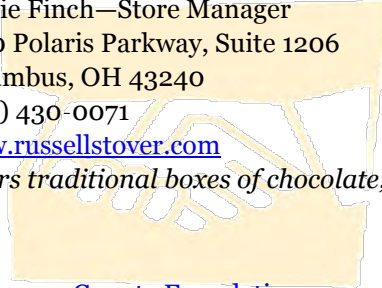 ie Finch—Store Manager
Polaris Parkway, Suite 1206
mbus, OH 43240
) 430-0071
w.russellstover.com
rs traditional boxes of chocolate,